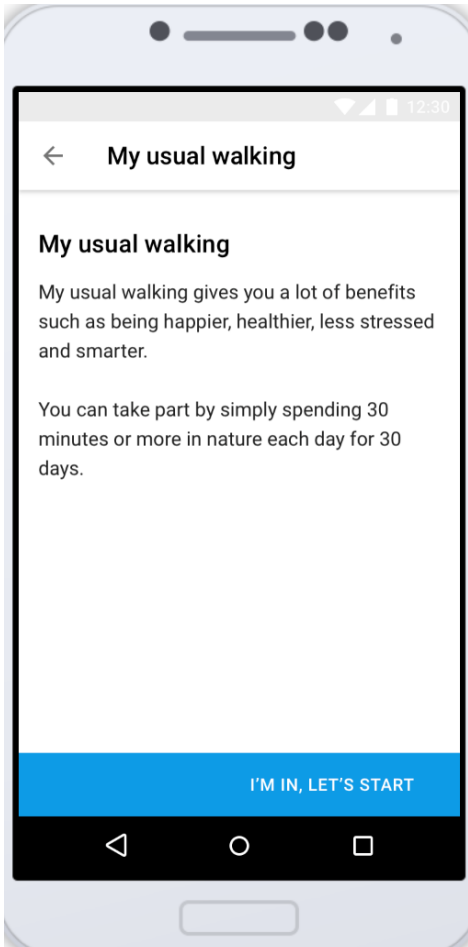 12:30
My usual walking
My usual walking
My usual walking gives you a lot of benefits
such as being happier, healthier, less stressed
and smarter.
You can take part by simply spending 30
minutes or more in nature each day for 30
days.
I’M IN, LET’S START